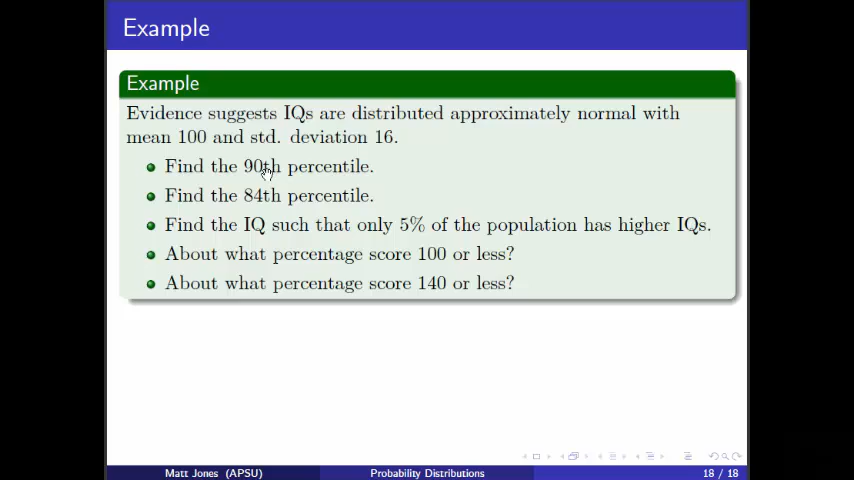 Example
Example
Evidence suggests IQs are distributed approximately normal with
mean 100 and std. deviation 16.
Find the 90th percentile.
Find the 84th percentile.
Find the IQ such that only 5% of the population has higher IQs.
About what percentage score 100 or less?
About what percentage score 140 or less?
Matt Jones (APSU) Probability Distributions 18 / 18